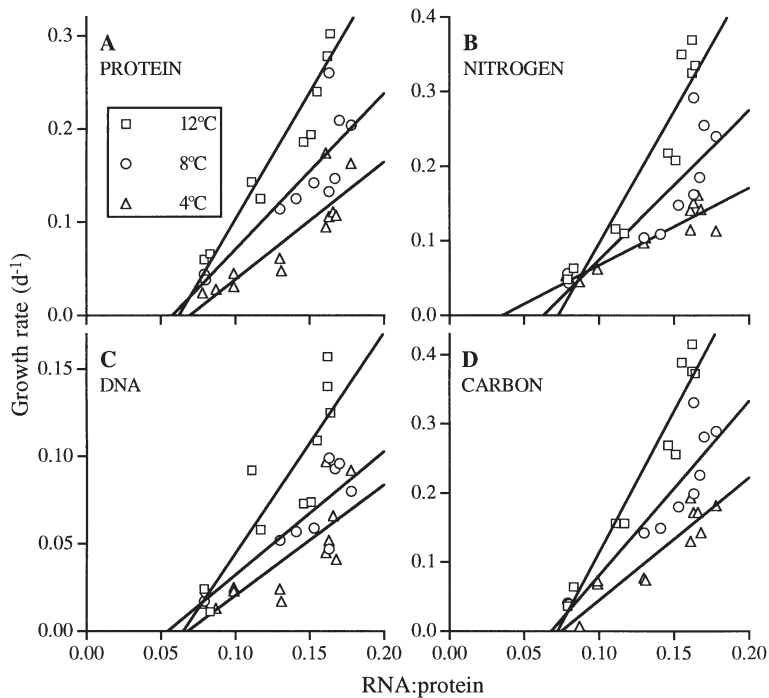 A
PROTEIN
0.3
0.2
0.1
0.0
12°C
8°C
4°C
B
NITROGEN
0.4
0.3
0.2
0.1
0.0
Growth rate (d-1)
C
DNA
0.15
0.10
0.05
0.00
0.00 0.05 0.10 0.15 0.20
D
CARBON
0.4
0.3
0.2
0.1
0.0
0.00 0.05 0.10 0.15 0.20
RNA:protein